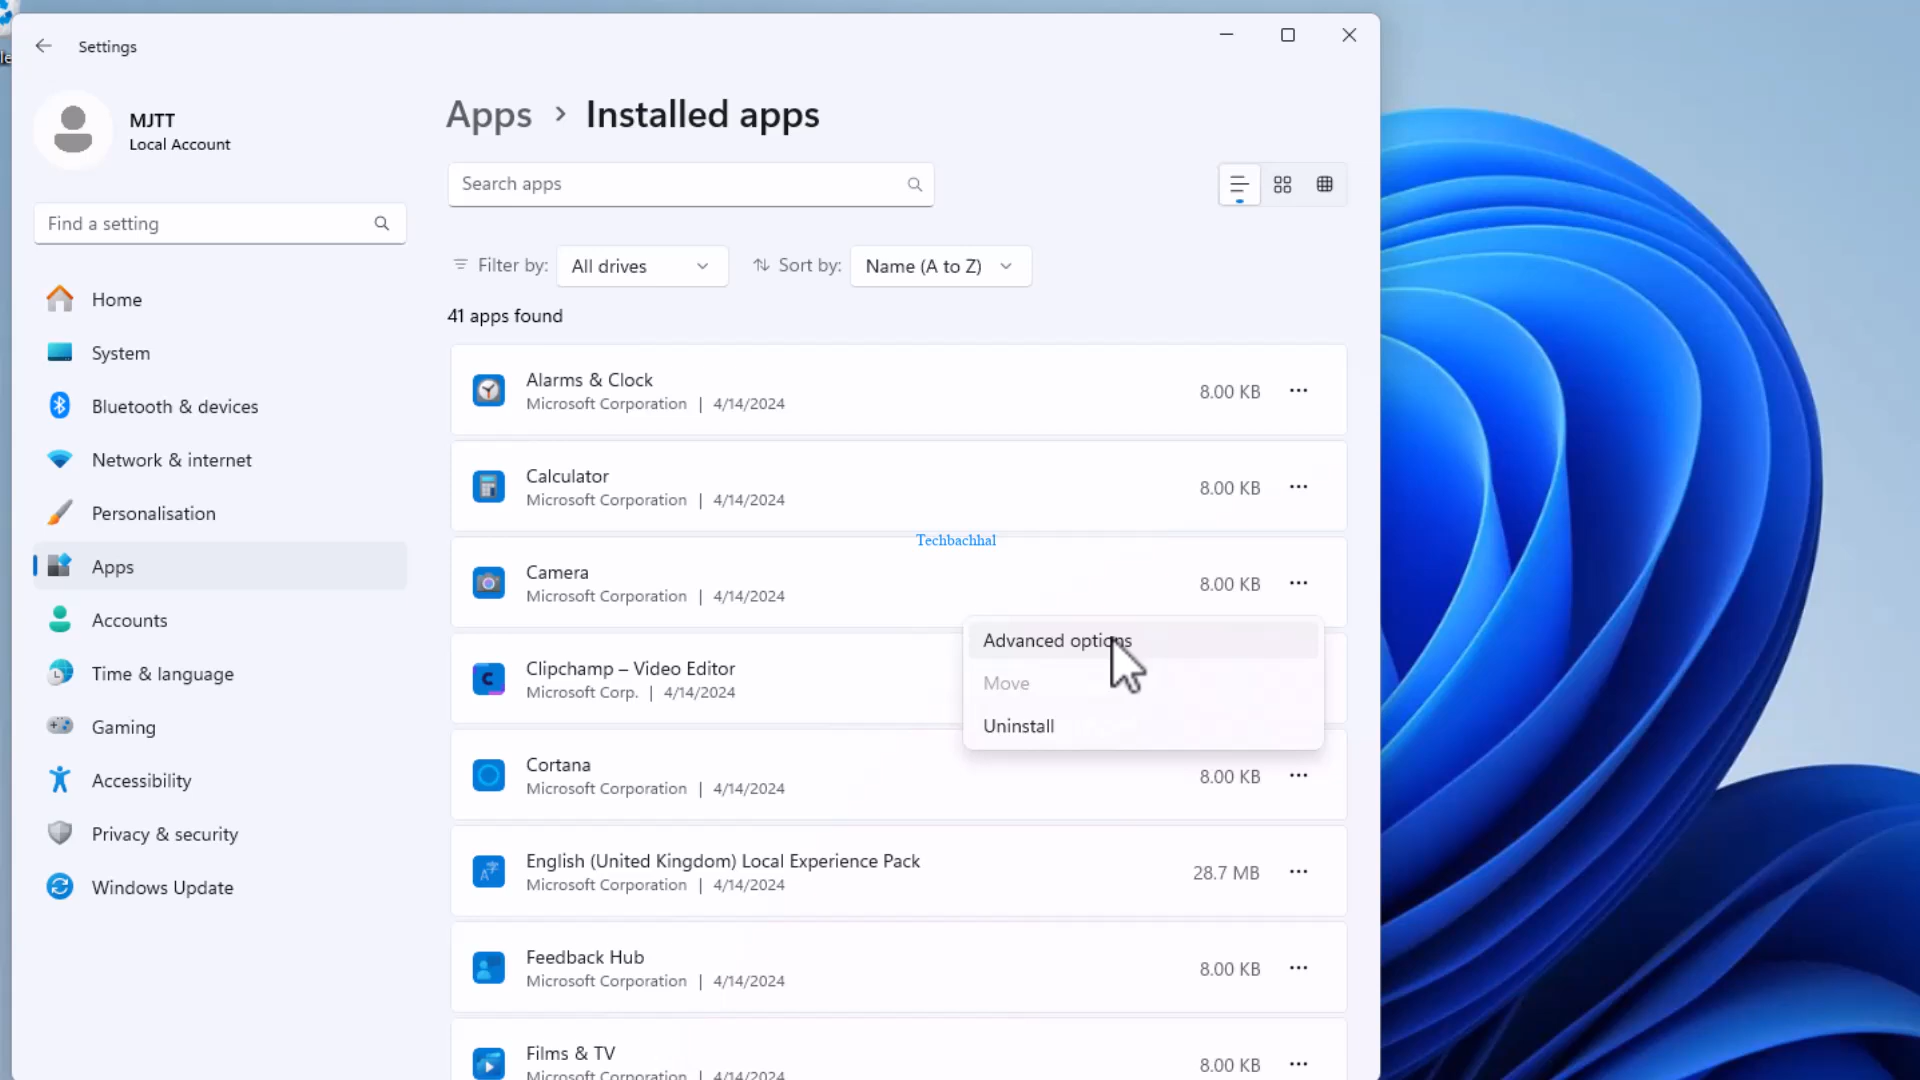 le
Settings
MJTT
Local Account
Find a setting
Home
System
Bluetooth & devices
Network & internet
Personalisation
Apps
Accounts
Time & language
Gaming
Accessibility
Privacy & security
Windows Update
Apps > Installed apps
Search apps
Filter by: All drives Sort by: Name (A to Z)
41 apps found
Alarms & Clock
Microsoft Corporation | 4/14/2024
8.00 KB
Calculator
Microsoft Corporation | 4/14/2024
8.00 KB
Techbachhal
Camera
Microsoft Corporation | 4/14/2024
8.00 KB
Advanced options
Move
Uninstall
Clipchamp – Video Editor
Microsoft Corp. | 4/14/2024
Cortana
Microsoft Corporation | 4/14/2024
8.00 KB
English (United Kingdom) Local Experience Pack
Microsoft Corporation | 4/14/2024
28.7 MB
Feedback Hub
Microsoft Corporation | 4/14/2024
8.00 KB
Films & TV
Microsoft Corporation | 4/14/2024
8.00 KB